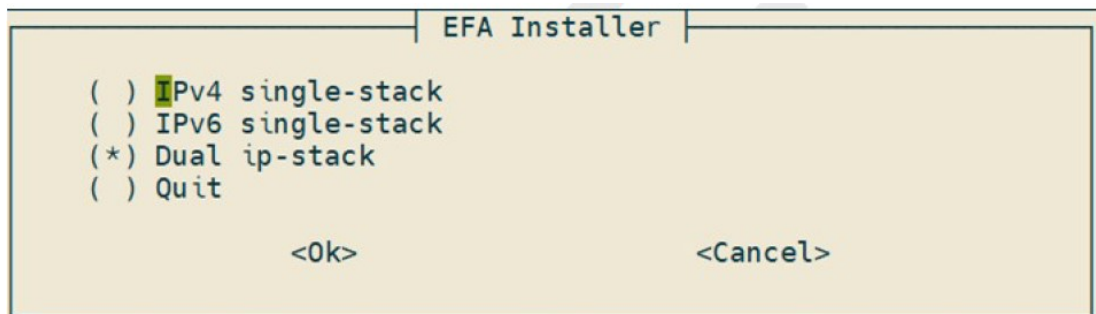 EFA Installer
( ) IPv4 single-stack
( ) IPv6 single-stack
(*) Dual ip-stack
( ) Quit
<Ok> <Cancel>